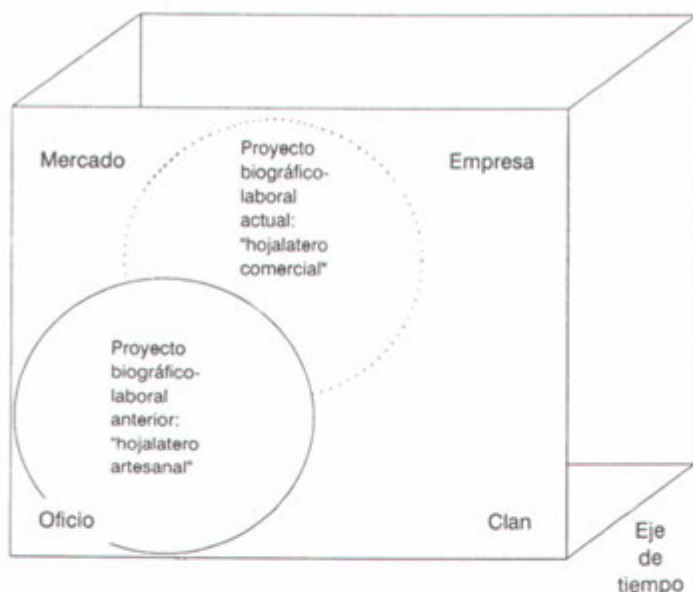 Mercado
Proyecto
biográfico-
laboral
actual:
"hojalatero
comercial"
Empresa
Proyecto
biográfico-
laboral
anterior:
"hojalatero
artesanal"
Oficio
Clan
Eje
de
tiempo